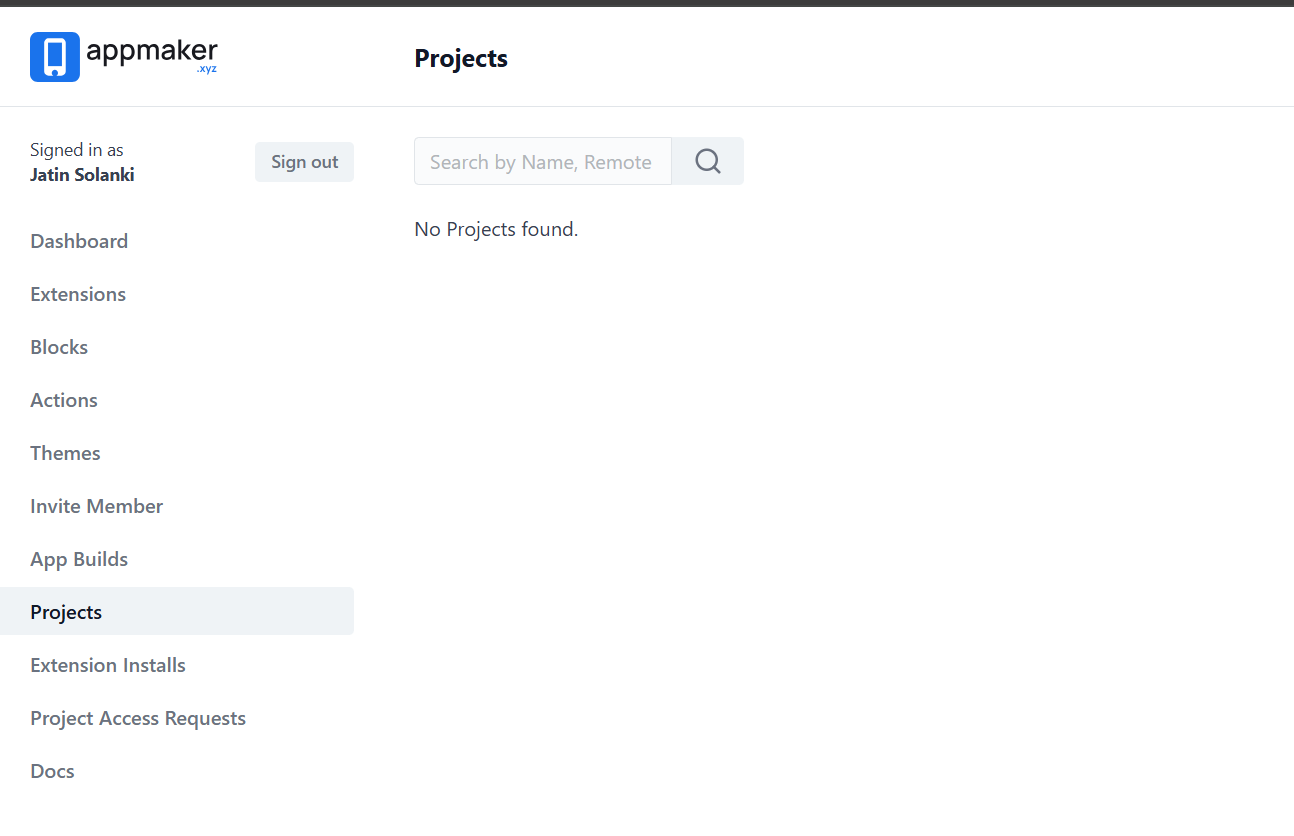 appmaker
.xyz
Projects
Signed in as
Jatin Solanki
Sign out
Search by Name, Remote
No Projects found.
Dashboard
Extensions
Blocks
Actions
Themes
Invite Member
App Builds
Projects
Extension Installs
Project Access Requests
Docs